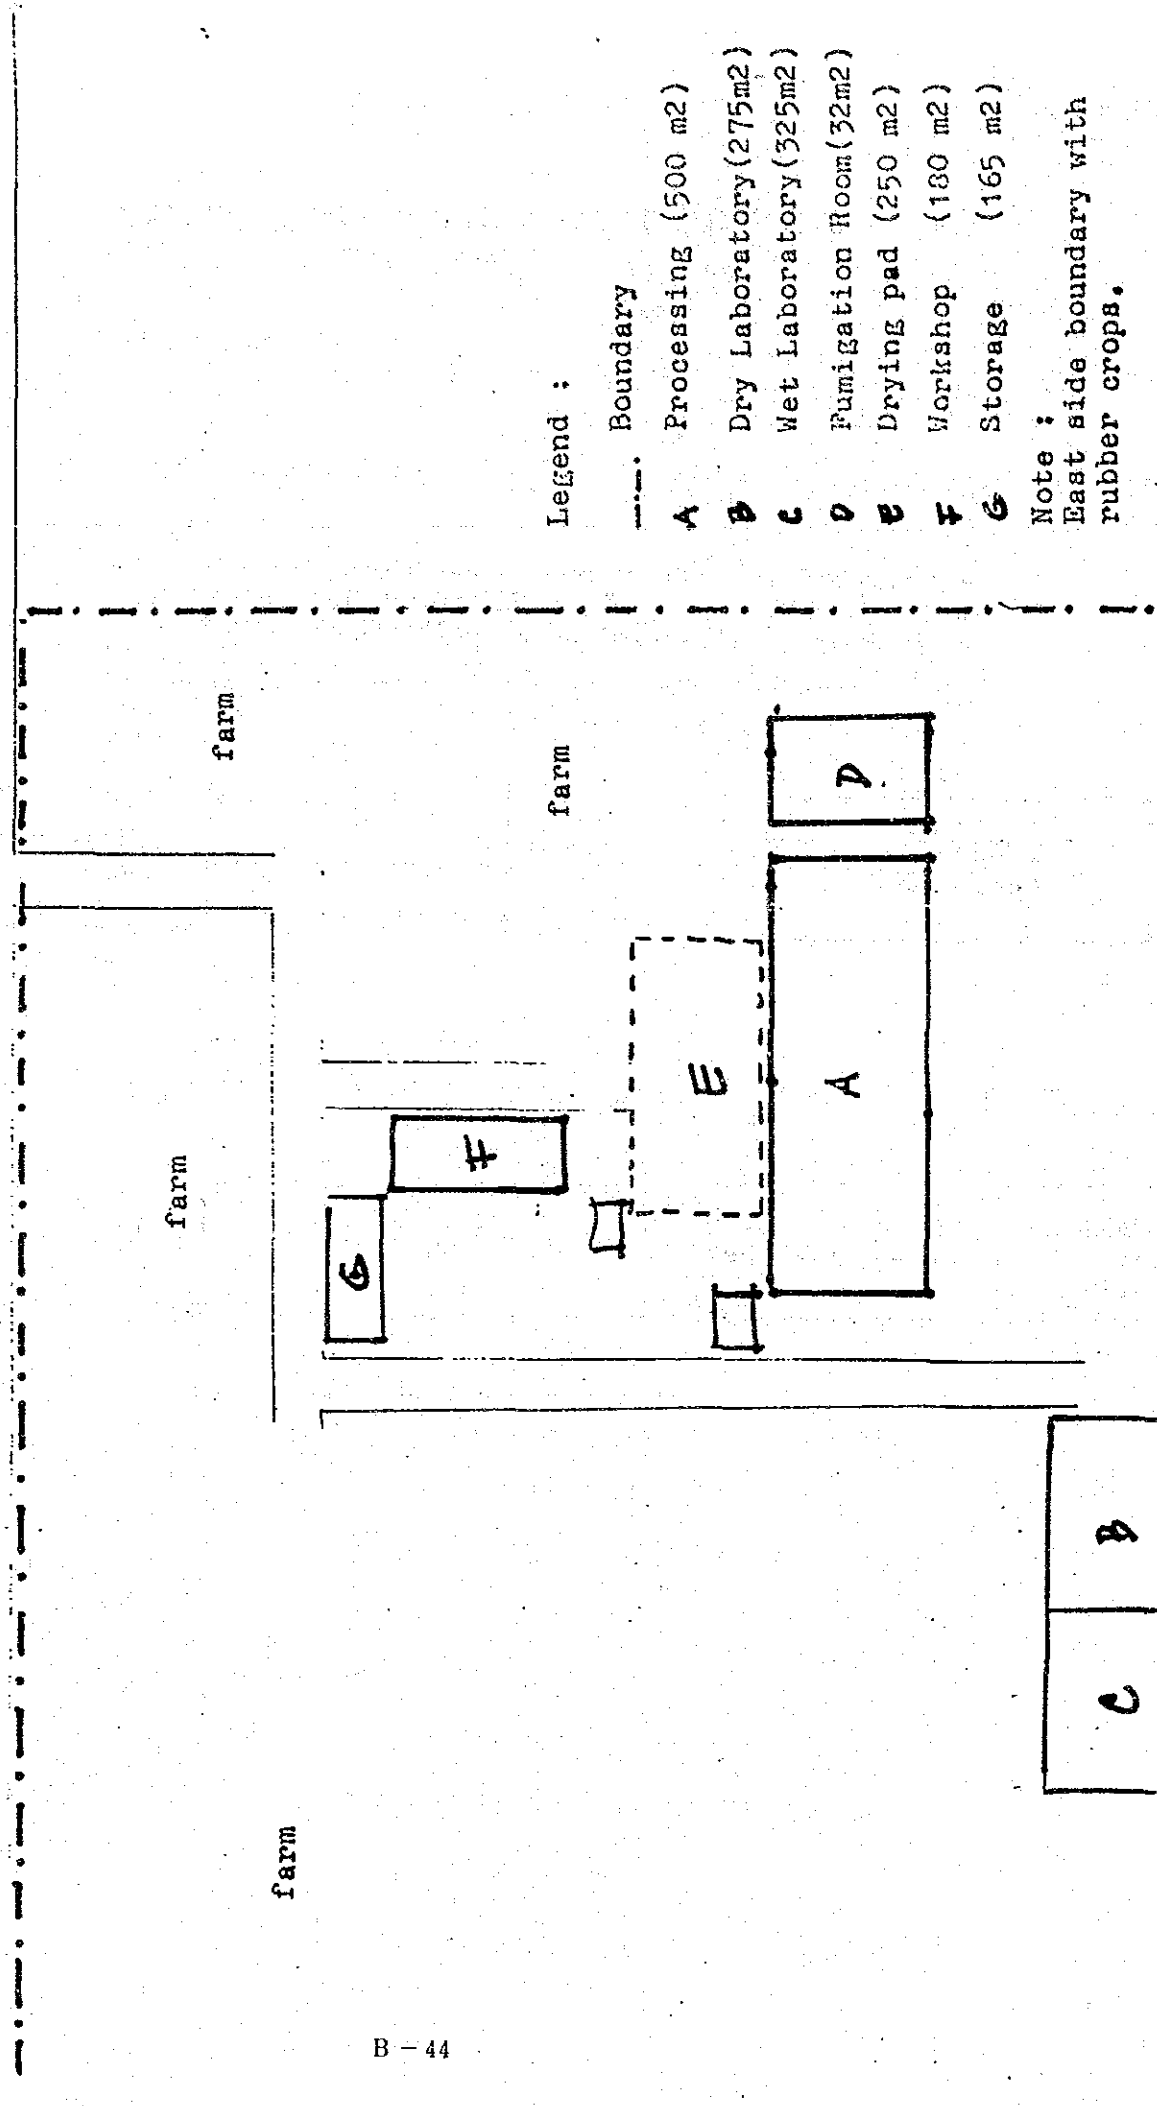 farm
farm
farm
farm
G
F
E
A
D
C
B
Legend :
Boundary
A Processing (500 m2)
B Dry Laboratory(275m2)
C Wet Laboratory(325m2)
D Fumigation Room(32m2)
E Drying pad (250 m2)
F Workshop (180 m2)
G Storage (165 m2)
Note :
East side boundary with
rubber crops.
B - 44